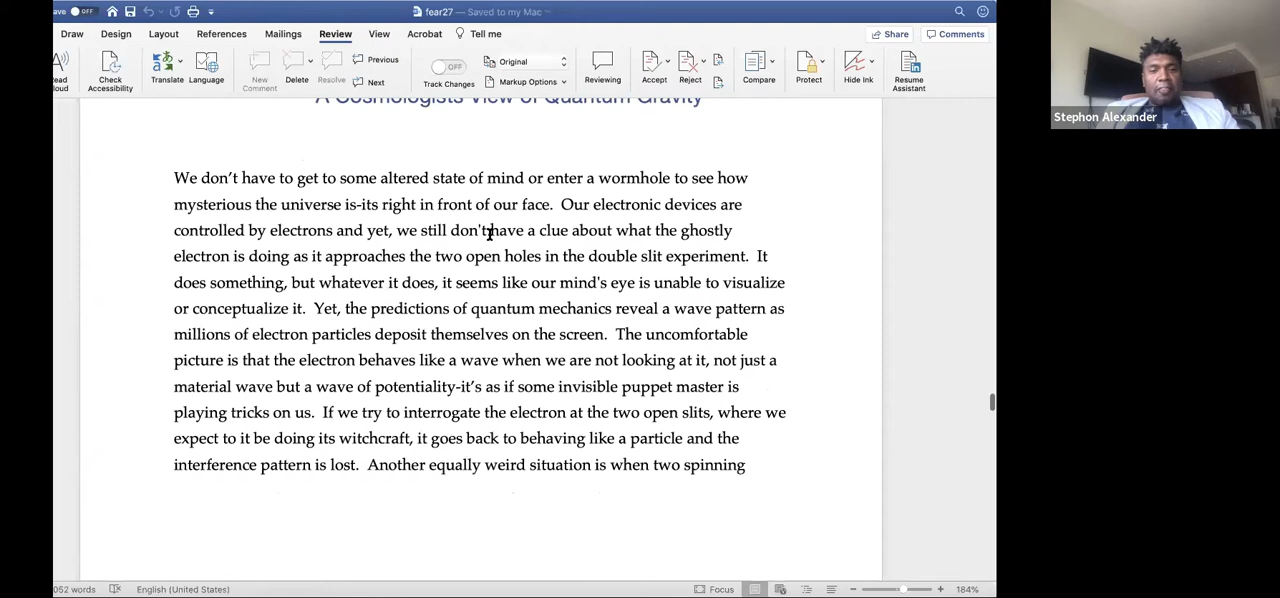 ave OFF fear27 — Saved to my Mac
Draw Design Layout References Mailings Review View Acrobat Tell me Share Comments
Check Accessibility
Translate
Language
New Comment
Delete
Resolve
Previous
Next
OFF
Track Changes
Original
Markup Options
Reviewing
Accept
Reject
Compare
Protect
Hide Ink
Resume Assistant
Stephon Alexander
A Cosmologists View of Quantum Gravity
We don’t have to get to some altered state of mind or enter a wormhole to see how
mysterious the universe is-its right in front of our face. Our electronic devices are
controlled by electrons and yet, we still don't have a clue about what the ghostly
electron is doing as it approaches the two open holes in the double slit experiment. It
does something, but whatever it does, it seems like our mind's eye is unable to visualize
or conceptualize it. Yet, the predictions of quantum mechanics reveal a wave pattern as
millions of electron particles deposit themselves on the screen. The uncomfortable
picture is that the electron behaves like a wave when we are not looking at it, not just a
material wave but a wave of potentiality-it’s as if some invisible puppet master is
playing tricks on us. If we try to interrogate the electron at the two open slits, where we
expect to it be doing its witchcraft, it goes back to behaving like a particle and the
interference pattern is lost. Another equally weird situation is when two spinning
052 words English (United States) Focus 184%